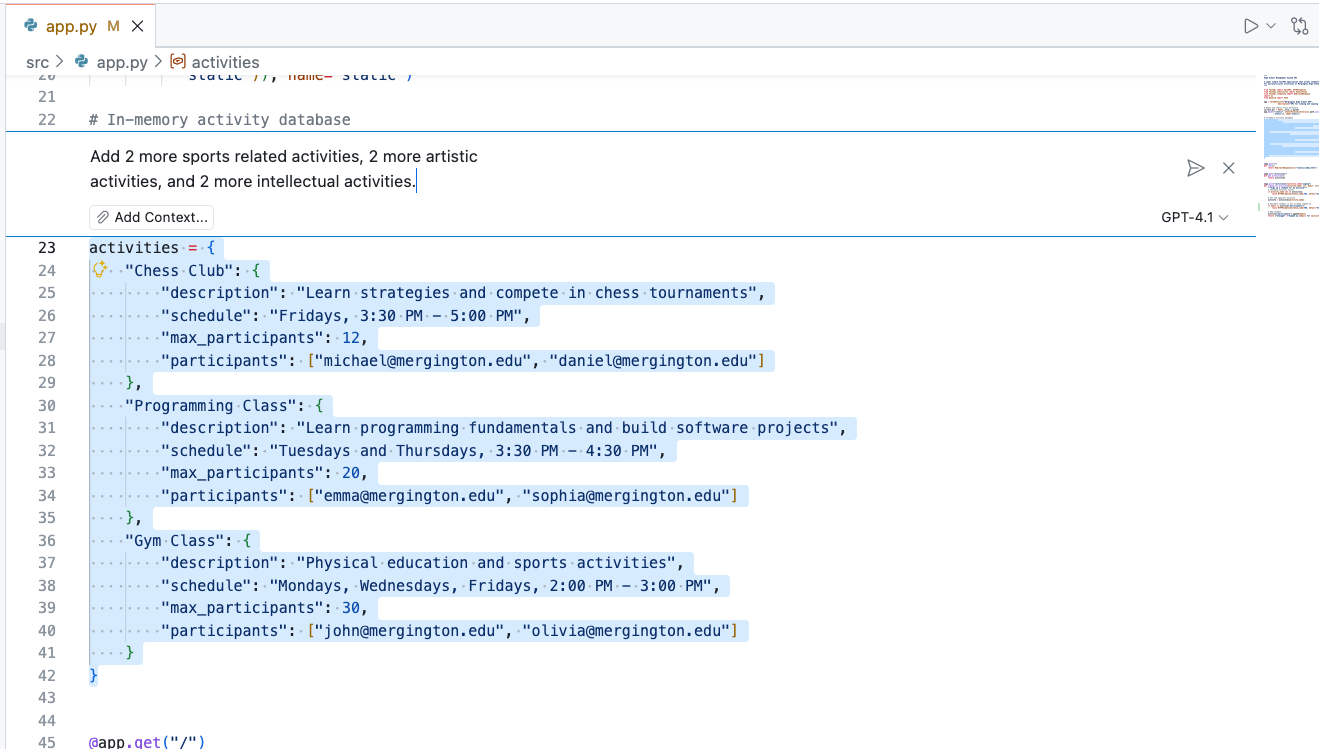 app.py M
src > app.py > activities
20 static')), name="static")
21
22 # In-memory activity database
Add 2 more sports related activities, 2 more artistic
activities, and 2 more intellectual activities.
Add Context...
GPT-4.1
23 activities = {
24 "Chess Club": {
25 "description": "Learn strategies and compete in chess tournaments",
26 "schedule": "Fridays, 3:30 PM - 5:00 PM",
27 "max_participants": 12,
28 "participants": ["michael@mergington.edu", "daniel@mergington.edu"]
29 },
30 "Programming Class": {
31 "description": "Learn programming fundamentals and build software projects",
32 "schedule": "Tuesdays and Thursdays, 3:30 PM - 4:30 PM",
33 "max_participants": 20,
34 "participants": ["emma@mergington.edu", "sophia@mergington.edu"]
35 },
36 "Gym Class": {
37 "description": "Physical education and sports activities",
38 "schedule": "Mondays, Wednesdays, Fridays, 2:00 PM - 3:00 PM",
39 "max_participants": 30,
40 "participants": ["john@mergington.edu", "olivia@mergington.edu"]
41 }
42 }
43
44
45 @app.get("/")